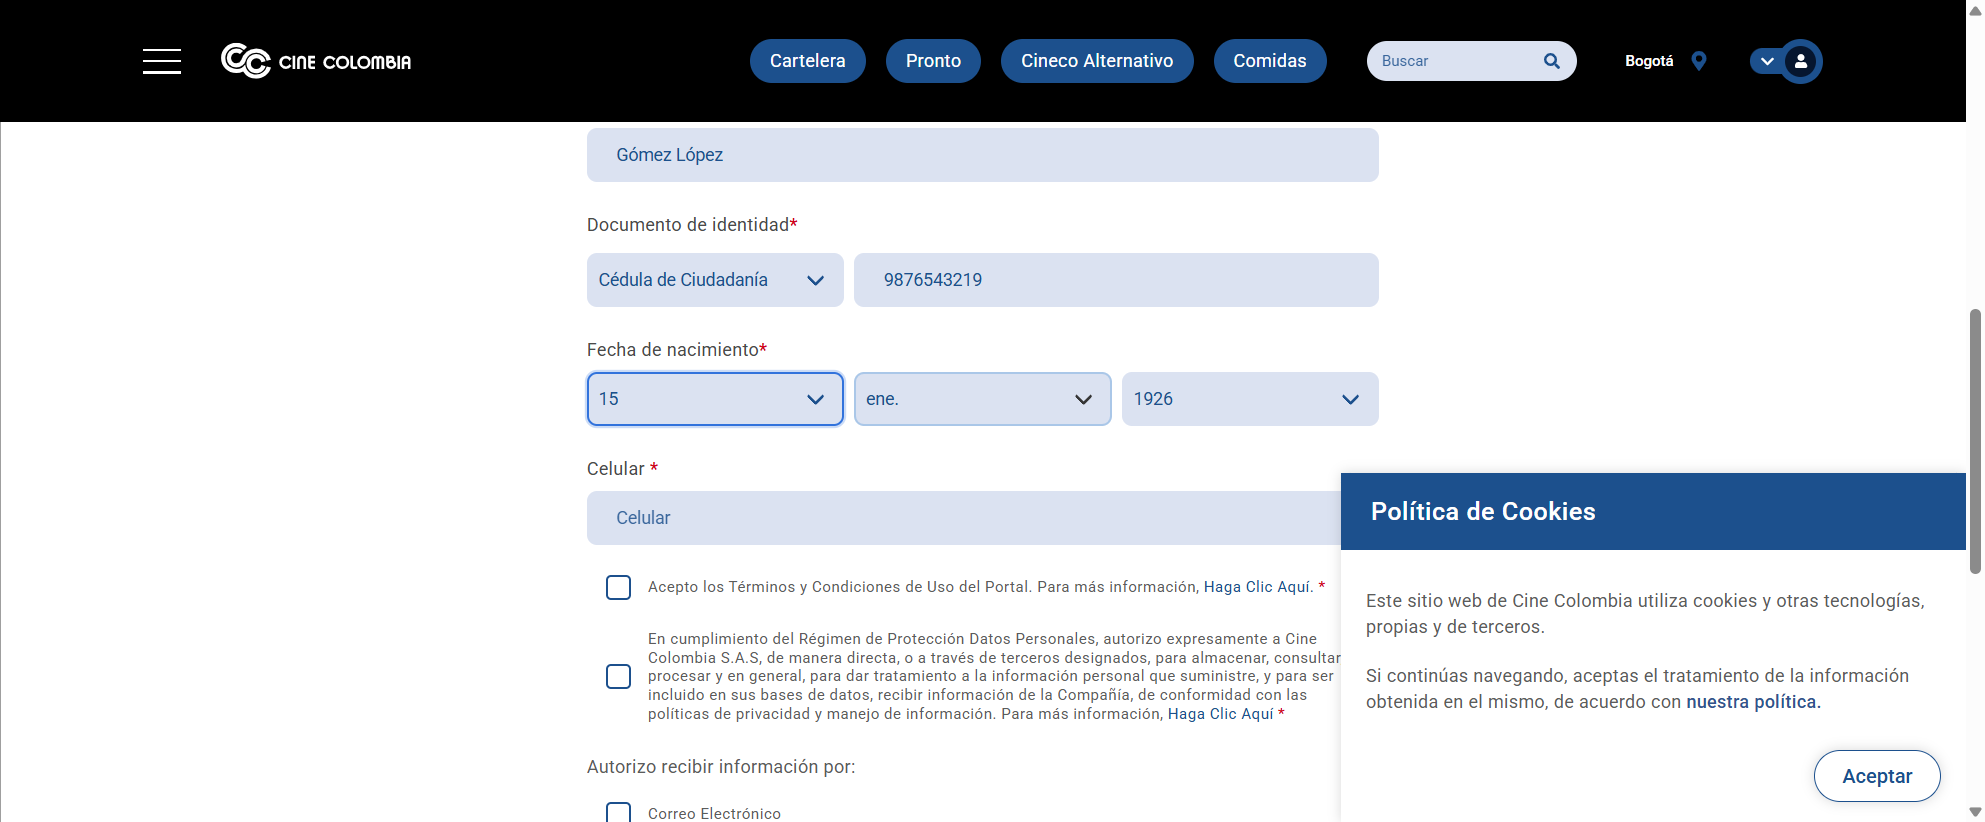 CINE COLOMBIA
Cartelera
Pronto
Cineco Alternativo
Comidas
Buscar
Bogotá
Gómez López
Documento de identidad*
Cédula de Ciudadanía
9876543219
Fecha de nacimiento*
15
ene.
1926
Celular *
Celular
Acepto los Términos y Condiciones de Uso del Portal. Para más información, Haga Clic Aquí. *
En cumplimiento del Régimen de Protección Datos Personales, autorizo expresamente a Cine
Colombia S.A.S, de manera directa, o a través de terceros designados, para almacenar, consultar
procesar y en general, para dar tratamiento a la información personal que suministre, y para ser
incluido en sus bases de datos, recibir información de la Compañía, de conformidad con las
políticas de privacidad y manejo de información. Para más información, Haga Clic Aquí *
Autorizo recibir información por:
Correo Electrónico
Política de Cookies
Este sitio web de Cine Colombia utiliza cookies y otras tecnologías,
propias y de terceros.
Si continúas navegando, aceptas el tratamiento de la información
obtenida en el mismo, de acuerdo con nuestra política.
Aceptar